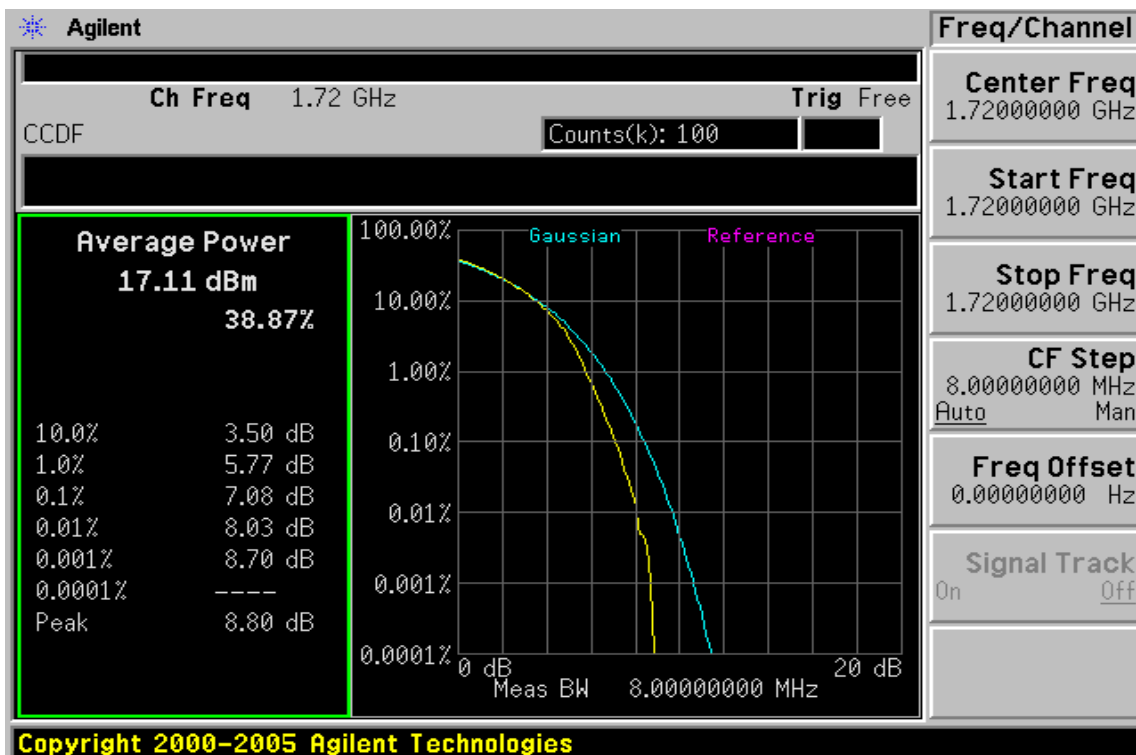 Agilent
Ch Freq 1.72 GHz Trig Free
CCDF Counts(k): 100
Average Power
17.11 dBm
38.87%
10.0% 3.50 dB
1.0% 5.77 dB
0.1% 7.08 dB
0.01% 8.03 dB
0.001% 8.70 dB
0.0001% ----
Peak 8.80 dB
Gaussian Reference
100.00%
10.00%
1.00%
0.10%
0.01%
0.001%
0.0001%
0 dB 20 dB
Meas BW 8.00000000 MHz
Freq/Channel
Center Freq
1.72000000 GHz
Start Freq
1.72000000 GHz
Stop Freq
1.72000000 GHz
CF Step
8.00000000 MHz
Auto Man
Freq Offset
0.00000000 Hz
Signal Track
On Off
Copyright 2000-2005 Agilent Technologies